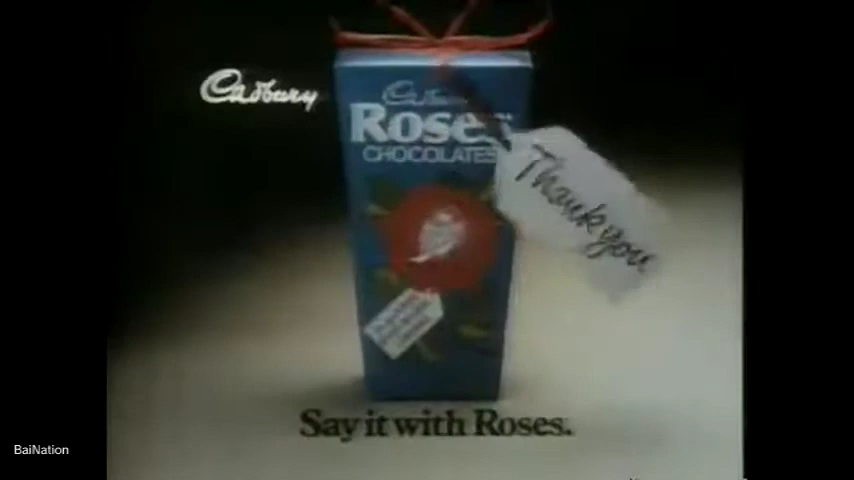 Cadbury
Cadbury
Roses
CHOCOLATES
Thank you
Say it with Roses.
BaiNation